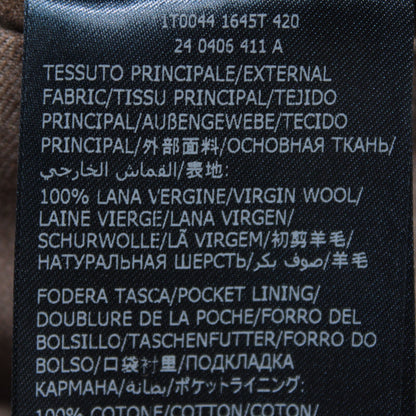 1T0044 1645T 420
24 0406 411 A
TESSUTO PRINCIPALE/EXTERNAL
FABRIC/TISSU PRINCIPAL/TEJIDO
PRINCIPAL/AUßENGEWEBE/TECIDO
PRINCIPAL/外部面料/ОСНОВНАЯ ТКАНЬ/
القماش الخارجي/表地:
100% LANA VERGINE/VIRGIN WOOL/
LAINE VIERGE/LANA VIRGEN/
SCHURWOLLE/LÃ VIRGEM/初剪羊毛/
НАТУРАЛЬНАЯ ШЕРСТЬ/صوف بكر/羊毛
FODERA TASCA/POCKET LINING/
DOUBLURE DE LA POCHE/FORRO DEL
BOLSILLO/TASCHENFUTTER/FORRO DO
BOLSO/口袋衬里/ПОДКЛАДКА
КАРМАНА/بطانة/ポケットライニング:
100% COTONE/COTTON/COTON/